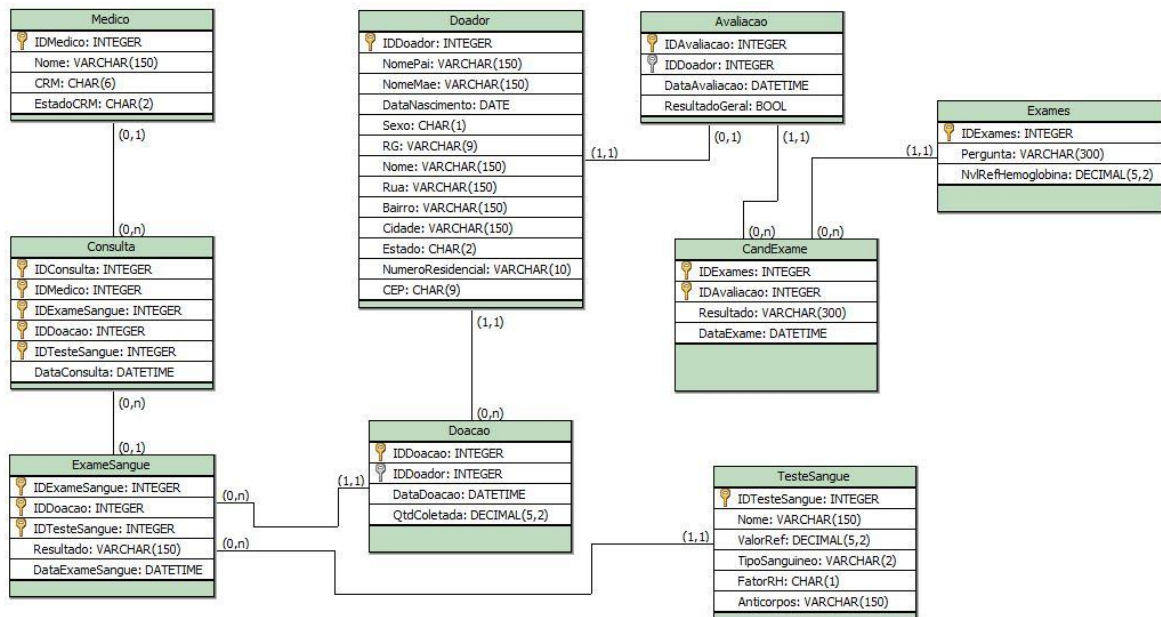 Medico
IDMedico: INTEGER
Nome: VARCHAR(150)
CRM: CHAR(6)
EstadoCRM: CHAR(2)
(0,1)
(0,n)
Consulta
IDConsulta: INTEGER
IDMedico: INTEGER
IDExameSangue: INTEGER
IDDoacao: INTEGER
IDTesteSangue: INTEGER
DataConsulta: DATETIME
(0,n)
(0,1)
ExameSangue
IDExameSangue: INTEGER
IDDoacao: INTEGER
IDTesteSangue: INTEGER
Resultado: VARCHAR(150)
DataExameSangue: DATETIME
(0,n)
(0,n)
Doador
IDDoador: INTEGER
NomePai: VARCHAR(150)
NomeMae: VARCHAR(150)
DataNascimento: DATE
Sexo: CHAR(1)
RG: VARCHAR(9)
Nome: VARCHAR(150)
Rua: VARCHAR(150)
Bairro: VARCHAR(150)
Cidade: VARCHAR(150)
Estado: CHAR(2)
NumeroResidencial: VARCHAR(10)
CEP: CHAR(9)
(1,1)
(1,1)
(0,n)
Doacao
IDDoacao: INTEGER
IDDoador: INTEGER
DataDoacao: DATETIME
QtdColetada: DECIMAL(5,2)
(1,1)
Avaliacao
IDAvaliacao: INTEGER
IDDoador: INTEGER
DataAvaliacao: DATETIME
ResultadoGeral: BOOL
(0,1)
(1,1)
Exames
IDExames: INTEGER
Pergunta: VARCHAR(300)
NvlRefHemoglobina: DECIMAL(5,2)
(1,1)
(0,n)
(0,n)
CandExame
IDExames: INTEGER
IDAvaliacao: INTEGER
Resultado: VARCHAR(300)
DataExame: DATETIME
TesteSangue
IDTesteSangue: INTEGER
Nome: VARCHAR(150)
ValorRef: DECIMAL(5,2)
TipoSanguineo: VARCHAR(2)
FatorRH: CHAR(1)
Anticorpos: VARCHAR(150)
(1,1)